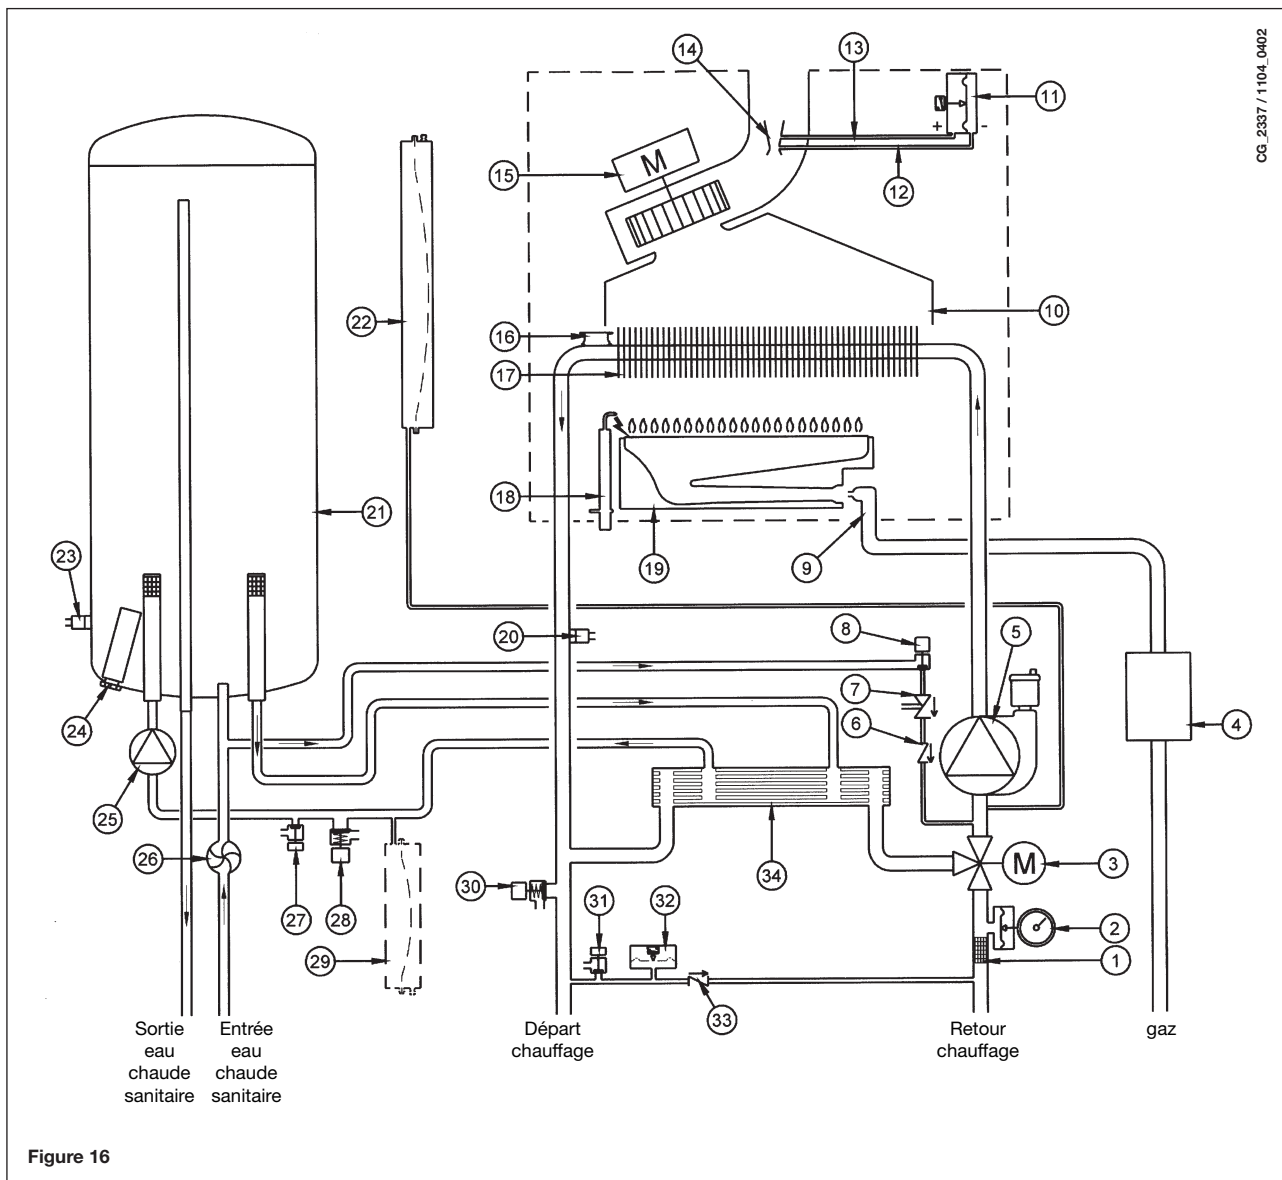 CG_2337 / 1104_0402
14
13
11
+
-
M
15
12
22
16
10
17
18
21
9
19
23
20
8
5
7
24
6
4
25
26
34
M
3
30
27
28
31
32
2
29
1
33
Sortie
eau
chaude
sanitaire
Entrée
eau
chaude
sanitaire
Départ
chauffage
Retour
chauffage
gaz
Figure 16